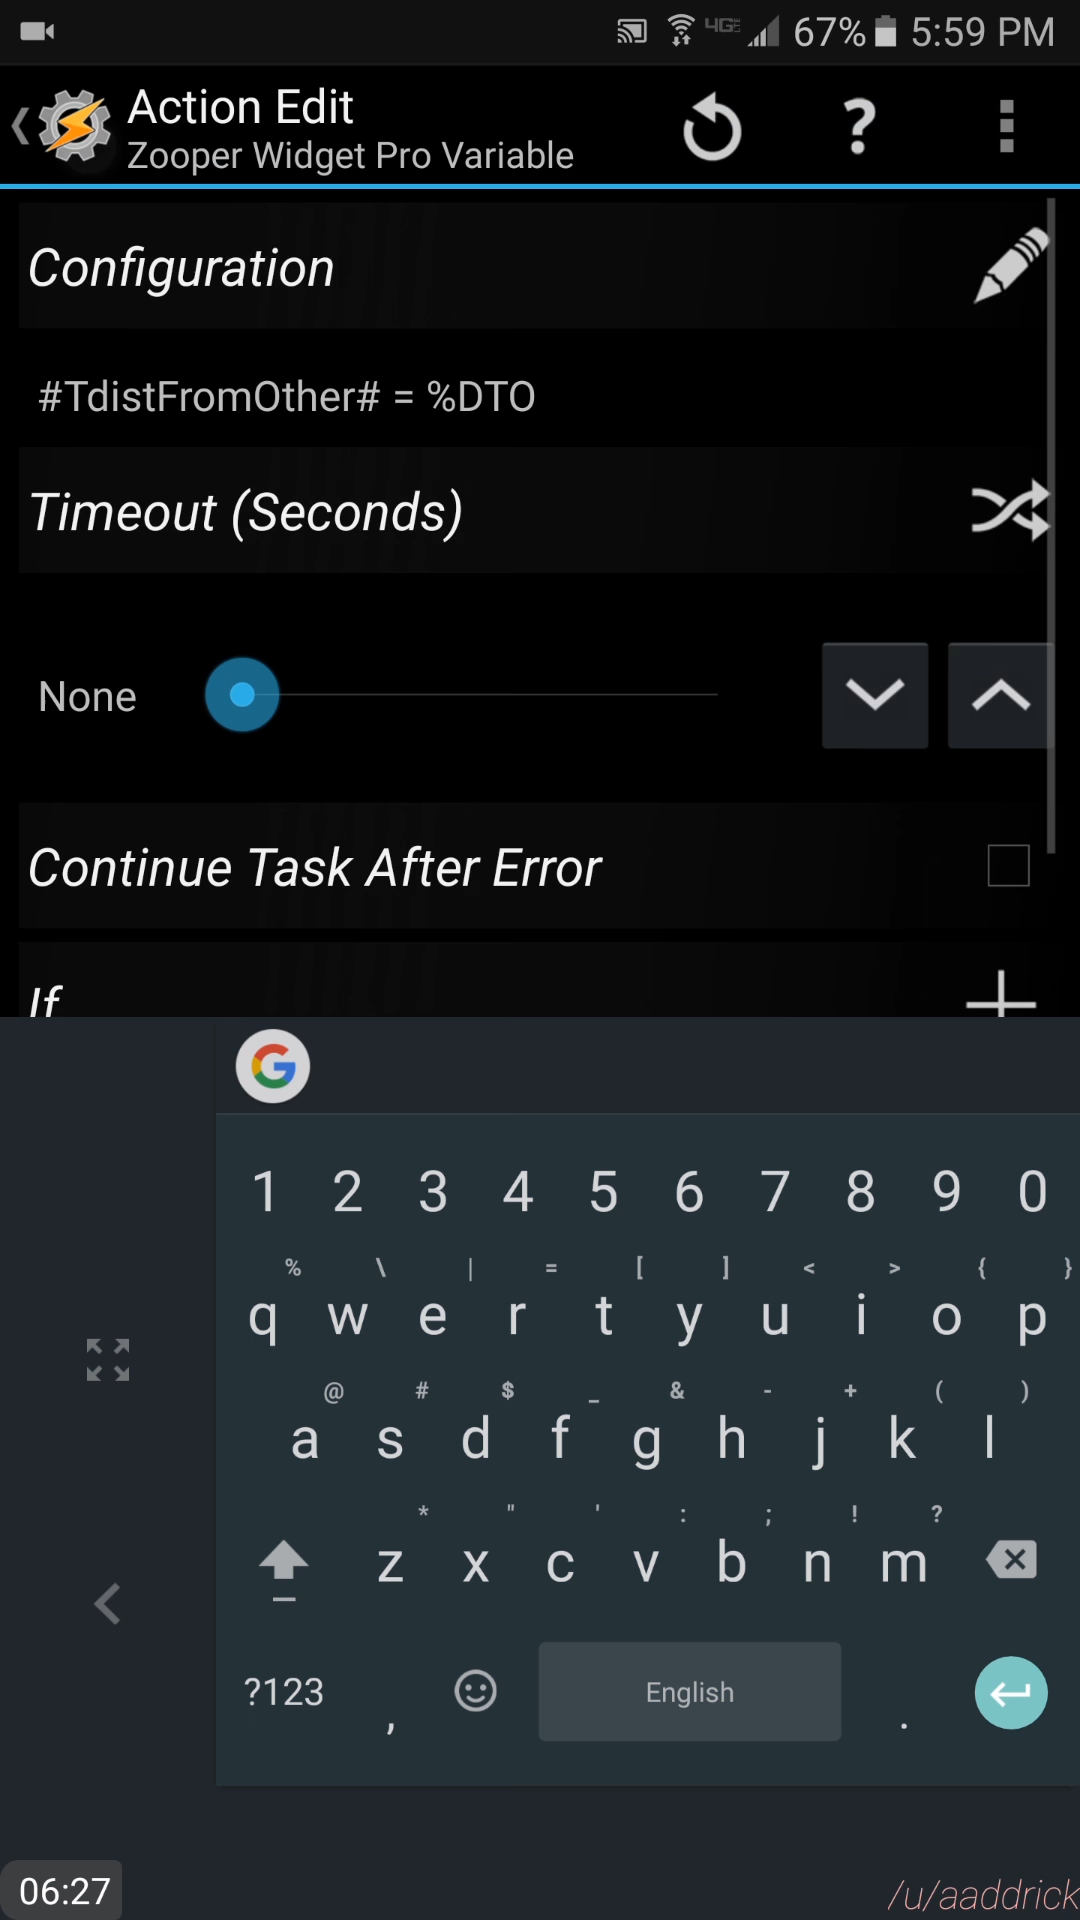 4G 67% 5:59 PM
Action Edit
Zooper Widget Pro Variable
?
Configuration
#TdistFromOther# = %DTO
Timeout (Seconds)
None
Continue Task After Error
If
G
1 2 3 4 5 6 7 8 9 0
% \ | = [ ] < > { }
q w e r t y u i o p
@ # $ _ & - + ( )
a s d f g h j k l
* " ' : ; ! ?
z x c v b n m
?123 , English .
06:27
/u/aaddrick